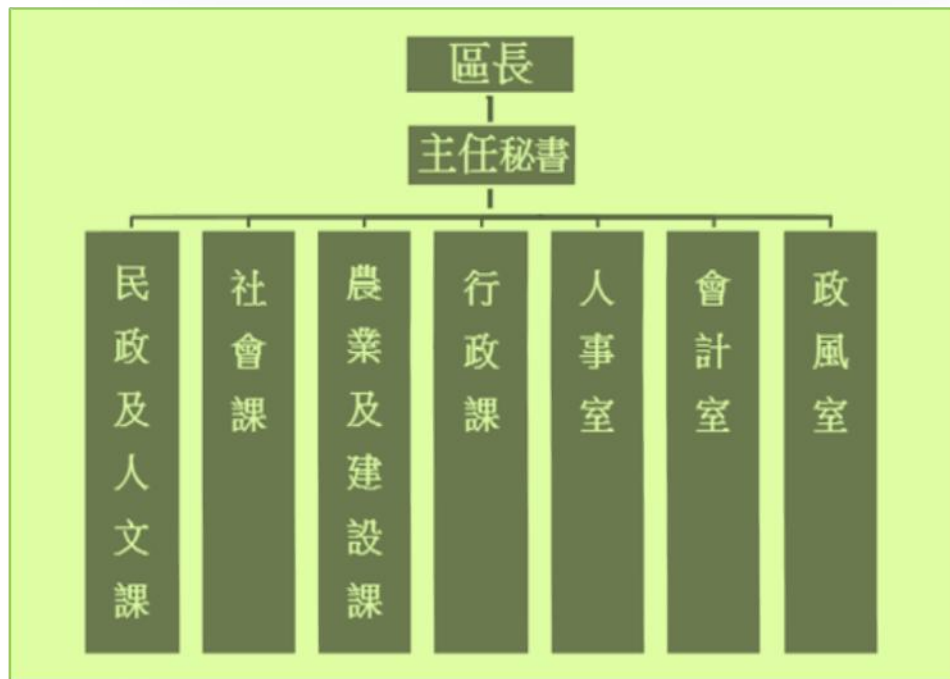 區長
主任秘書
民政及人文課
社會課
農業及建設課
行政課
人事室
會計室
政風室